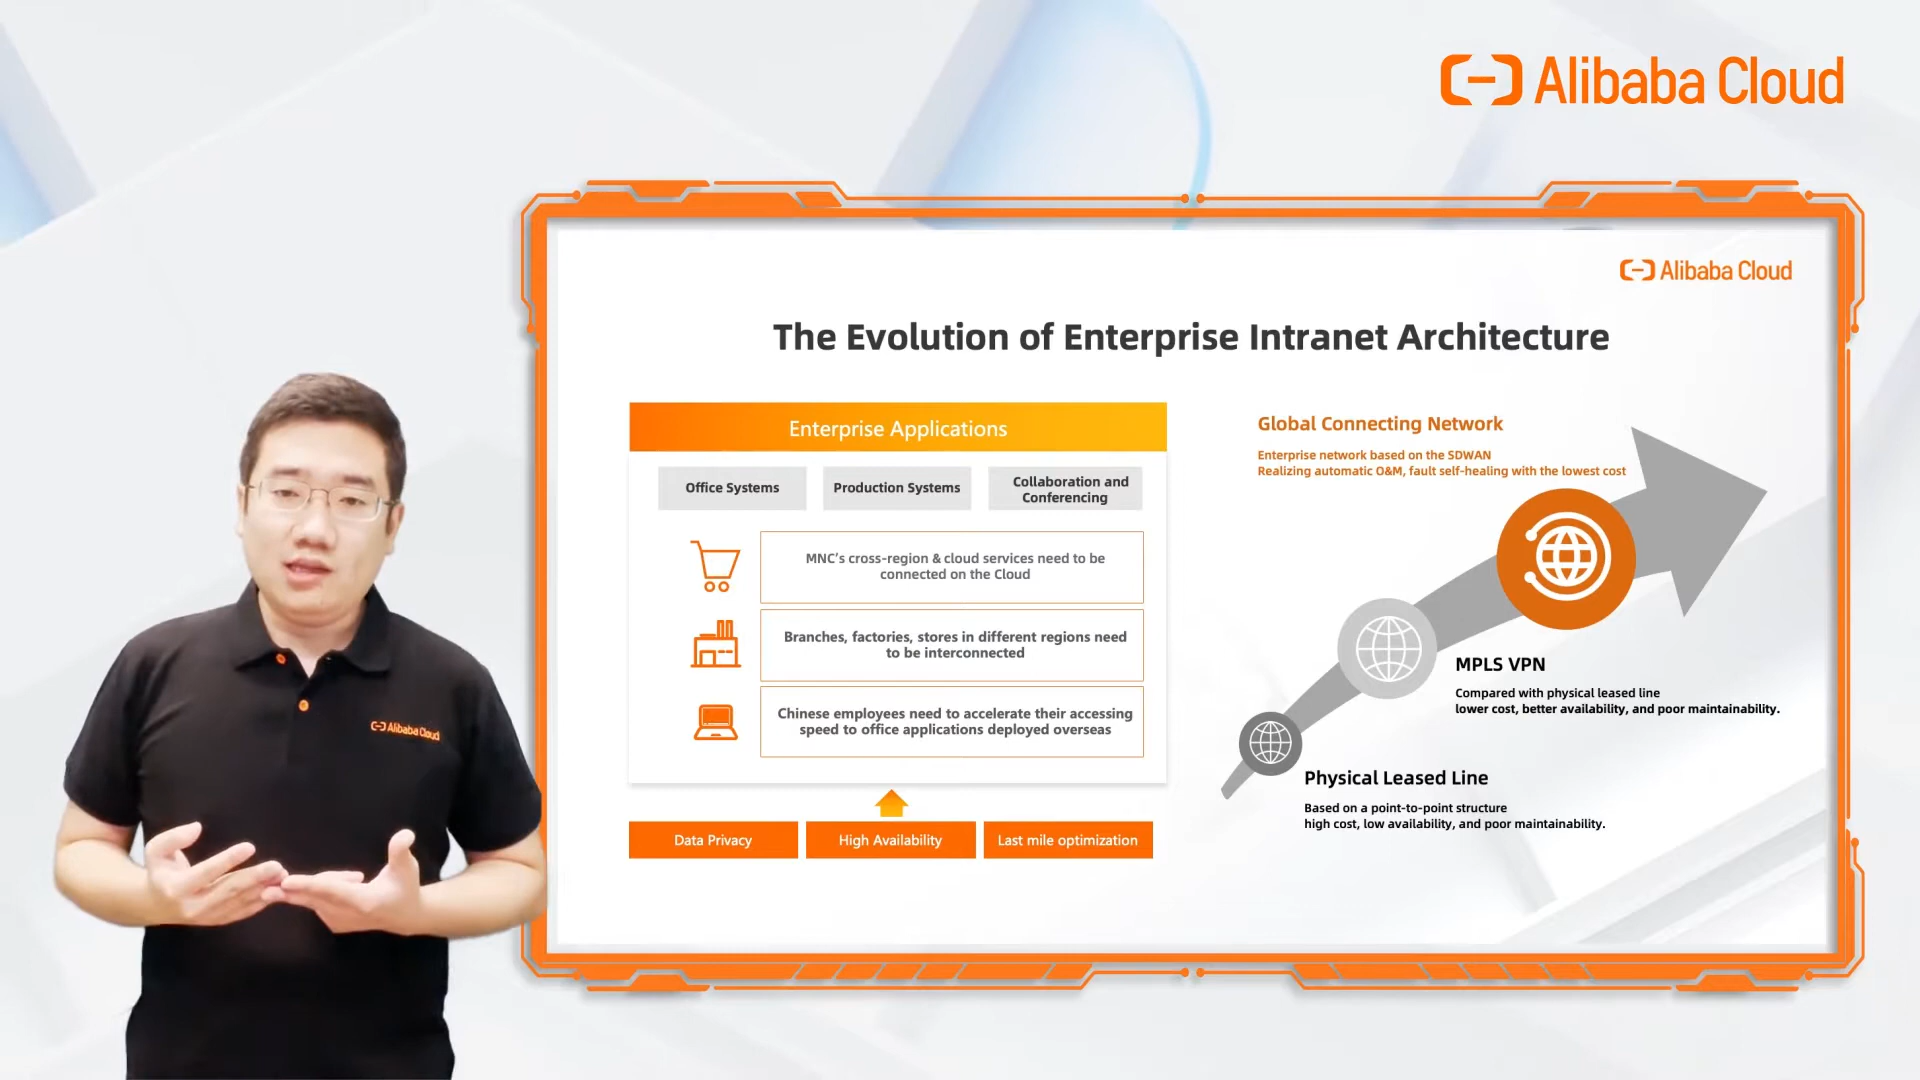 Alibaba Cloud
Alibaba Cloud
The Evolution of Enterprise Intranet Architecture
Enterprise Applications
Office Systems
Production Systems
Collaboration and
Conferencing
MNC’s cross-region & cloud services need to be
connected on the Cloud
Branches, factories, stores in different regions need
to be interconnected
Chinese employees need to accelerate their accessing
speed to office applications deployed overseas
Data Privacy
High Availability
Last mile optimization
Global Connecting Network
Enterprise network based on the SDWAN
Realizing automatic O&M, fault self-healing with the lowest cost
MPLS VPN
Compared with physical leased line
lower cost, better availability, and poor maintainability.
Physical Leased Line
Based on a point-to-point structure
high cost, low availability, and poor maintainability.
Alibaba Cloud